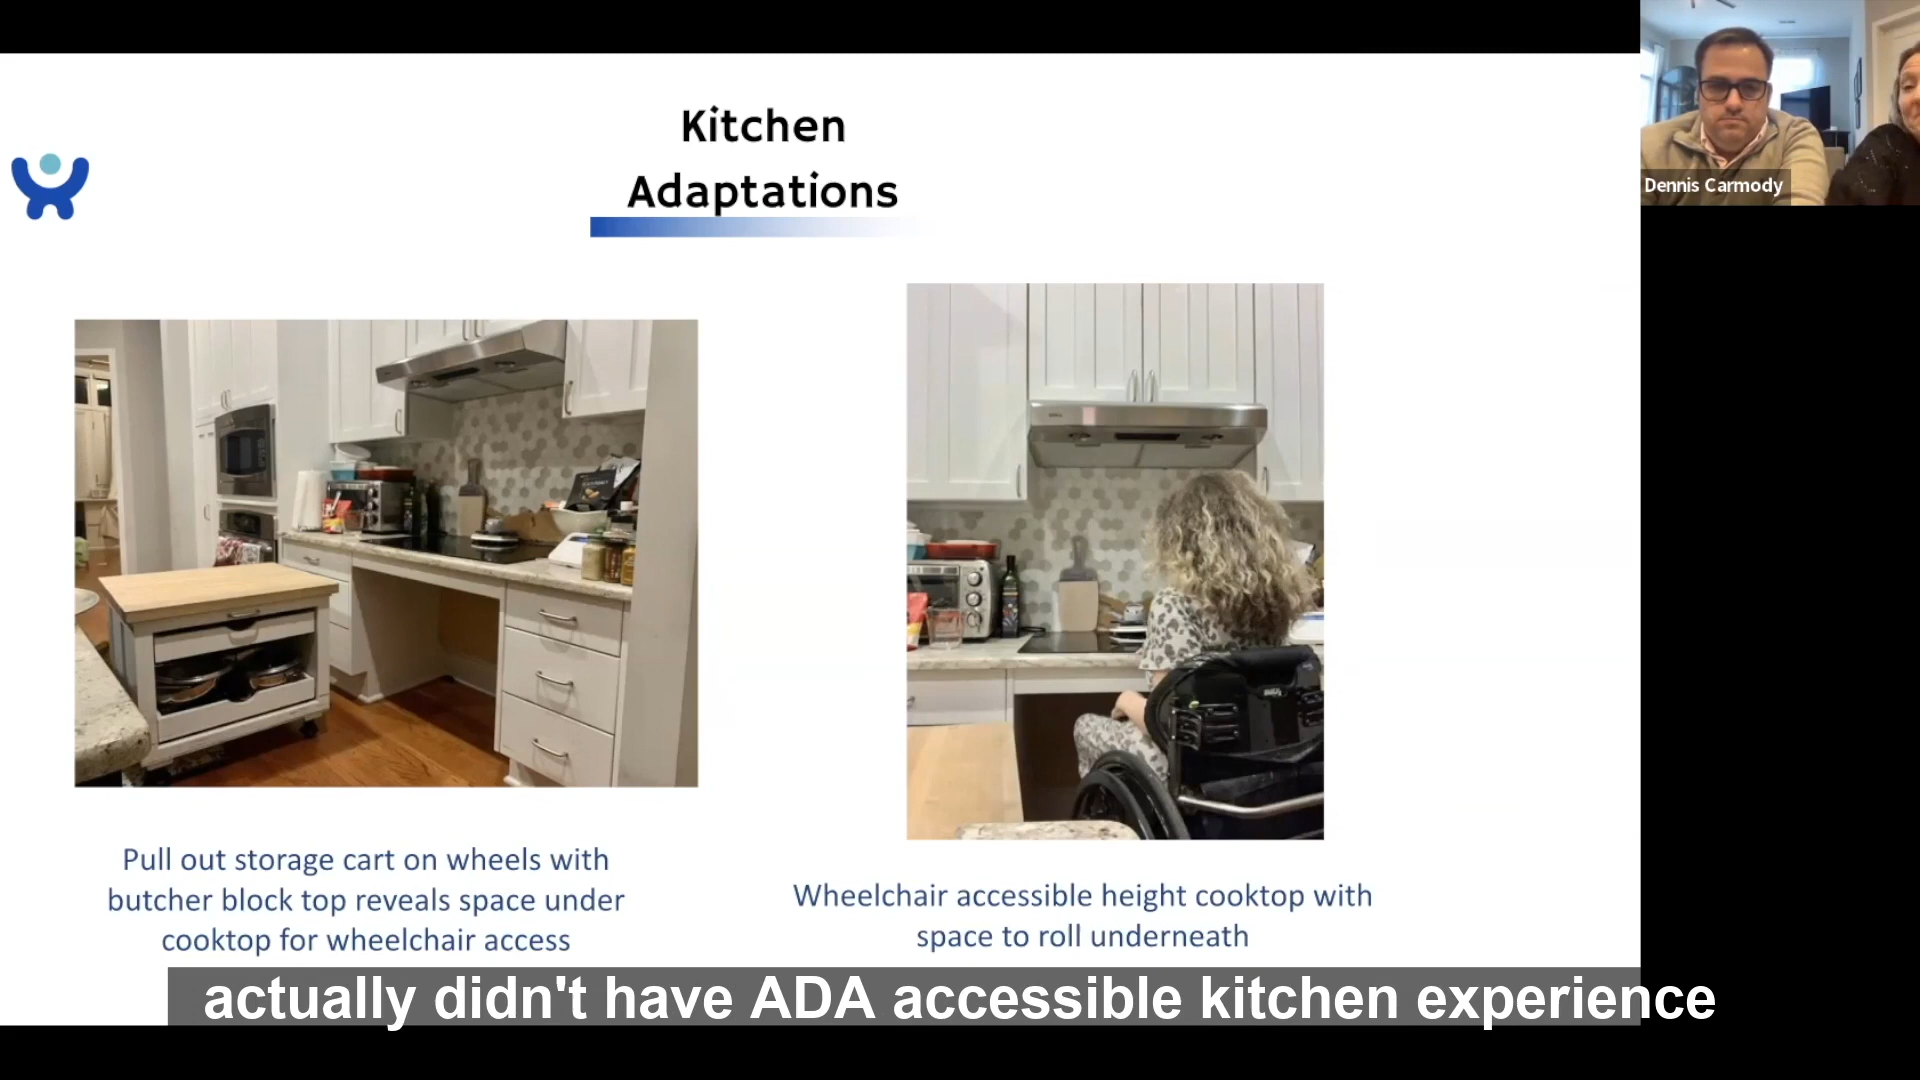 Kitchen
Adaptations
Dennis Carmody
Pull out storage cart on wheels with
butcher block top reveals space under
cooktop for wheelchair access
Wheelchair accessible height cooktop with
space to roll underneath
actually didn't have ADA accessible kitchen experience